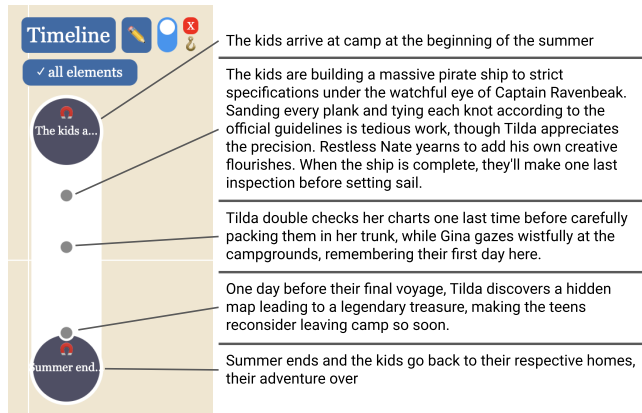 Timeline
X
✓ all elements
The kids a...
Summer end...
The kids arrive at camp at the beginning of the summer
The kids are building a massive pirate ship to strict
specifications under the watchful eye of Captain Ravenbeak.
Sanding every plank and tying each knot according to the
official guidelines is tedious work, though Tilda appreciates
the precision. Restless Nate yearns to add his own creative
flourishes. When the ship is complete, they'll make one last
inspection before setting sail.
Tilda double checks her charts one last time before carefully
packing them in her trunk, while Gina gazes wistfully at the
campgrounds, remembering their first day here.
One day before their final voyage, Tilda discovers a hidden
map leading to a legendary treasure, making the teens
reconsider leaving camp so soon.
Summer ends and the kids go back to their respective homes,
their adventure over